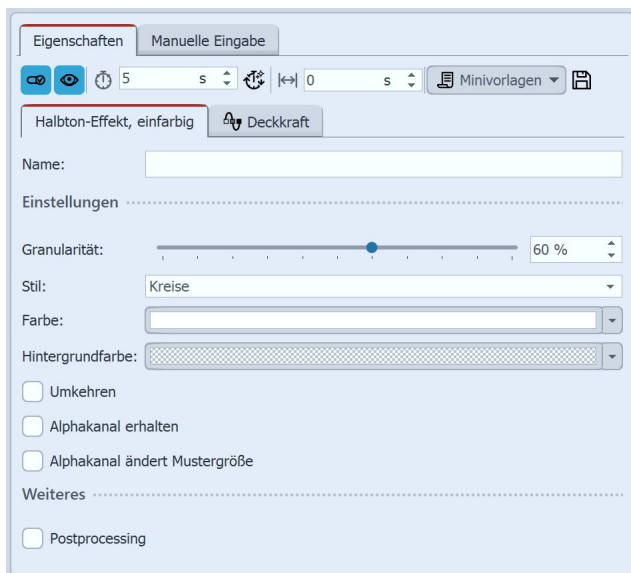 Eigenschaften Manuelle Eingabe
5 s 0 s Minivorlagen
Halbton-Effekt, einfarbig Deckkraft
Name:
Einstellungen
Granularität: 60 %
Stil: Kreise
Farbe:
Hintergrundfarbe:
Umkehren
Alphakanal erhalten
Alphakanal ändert Mustergröße
Weiteres
Postprocessing